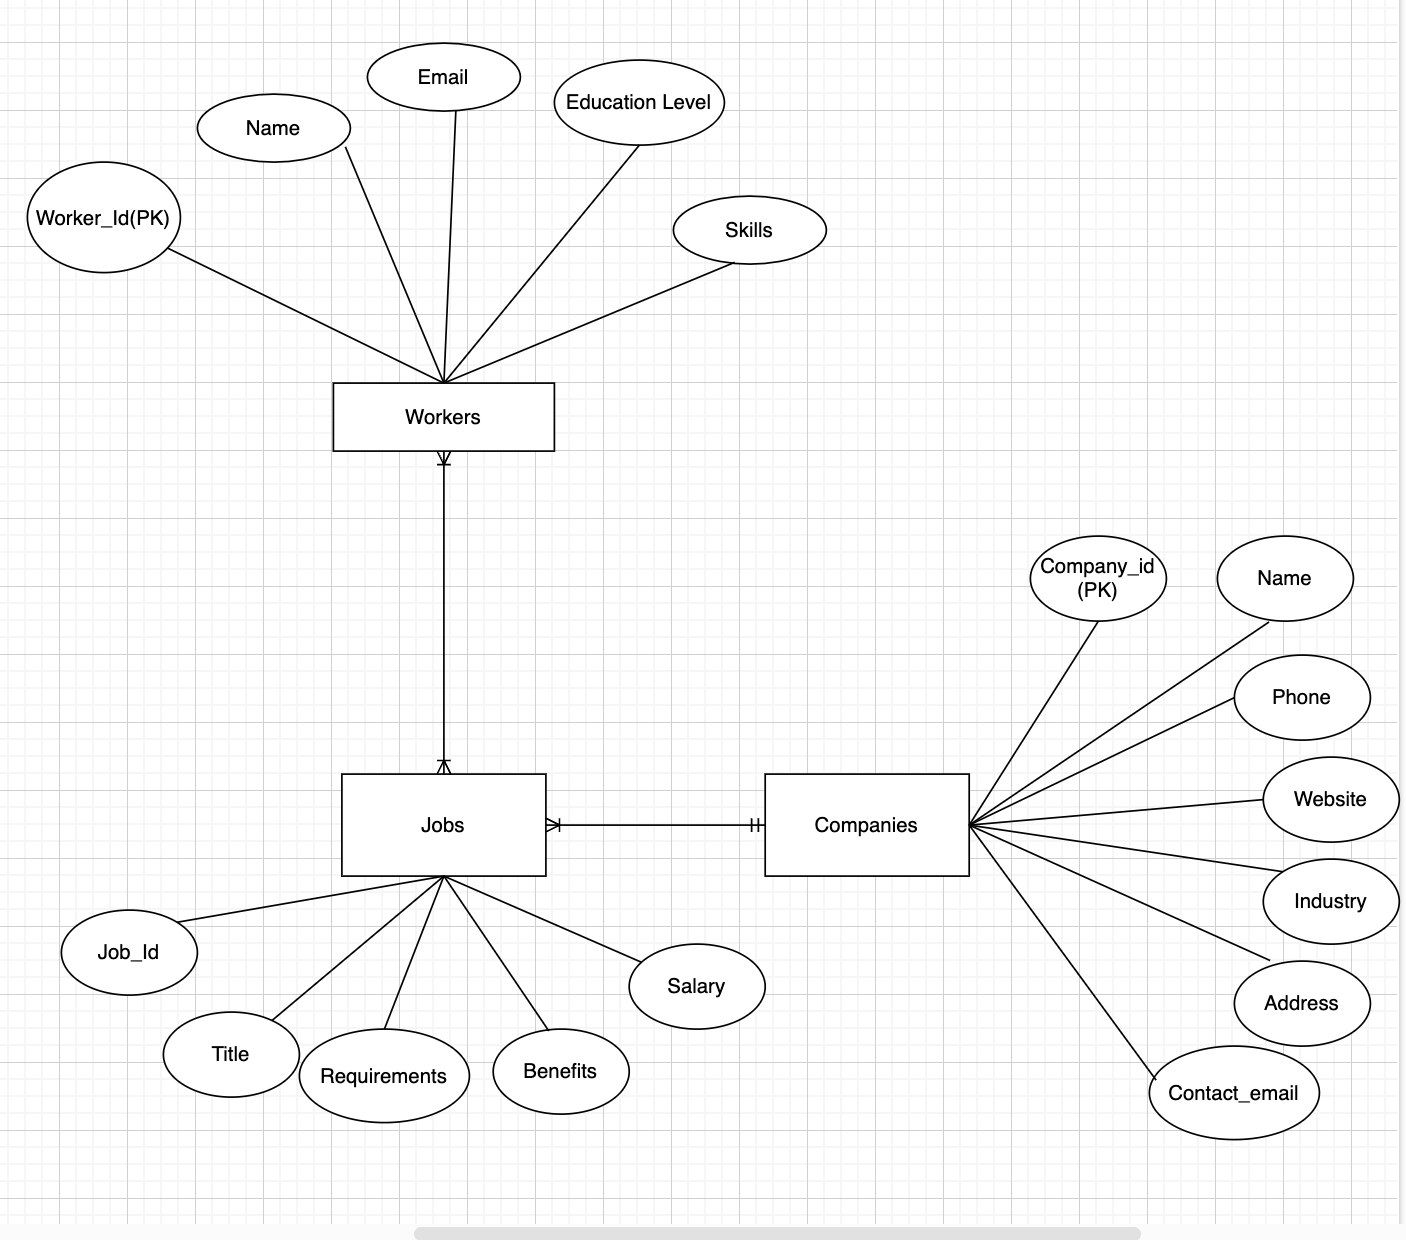 Email
Education Level
Name
Worker_Id(PK)
Skills
Workers
Company_id
(PK)
Name
Phone
Website
Jobs
Companies
Industry
Job_Id
Salary
Address
Title
Requirements
Benefits
Contact_email